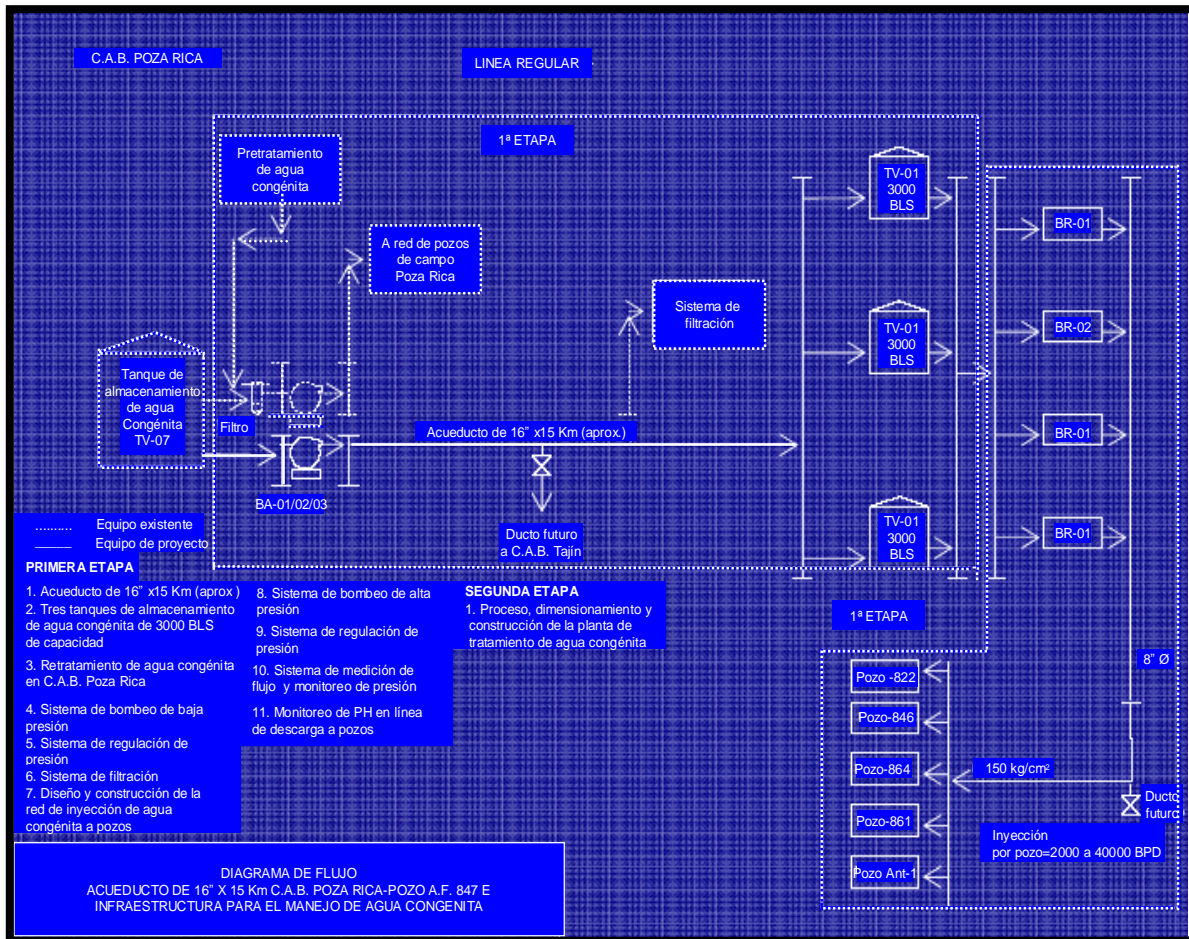 C.A.B. POZA RICA
LINEA REGULAR
1ª ETAPA
Pretratamiento
de agua
congénita
A red de pozos
de campo
Poza Rica
Sistema de
filtración
TV-01
3000
BLS
TV-01
3000
BLS
TV-01
3000
BLS
BR-01
BR-02
BR-01
BR-01
Tanque de
almacenamiento
de agua
Congénita
TV-07
Filtro
Acueducto de 16" x15 Km (aprox.)
BA-01/02/03
Ducto futuro
a C.A.B. Tajín
.......... Equipo existente
_____ Equipo de proyecto
PRIMERA ETAPA
1. Acueducto de 16" x15 Km (aprox )
2. Tres tanques de almacenamiento
de agua congénita de 3000 BLS
de capacidad
3. Retratamiento de agua congénita
en C.A.B. Poza Rica
4. Sistema de bombeo de baja
presión
5. Sistema de regulación de
presión
6. Sistema de filtración
7. Diseño y construcción de la
red de inyección de agua
congénita a pozos
8. Sistema de bombeo de alta
presión
9. Sistema de regulación de
presión
10. Sistema de medición de
flujo y monitoreo de presión
11. Monitoreo de PH en línea
de descarga a pozos
SEGUNDA ETAPA
1. Proceso, dimensionamiento y
construcción de la planta de
tratamiento de agua congénita
1ª ETAPA
8" Ø
Pozo -822
Pozo-846
Pozo-864
Pozo-861
Pozo Ant-1
150 kg/cm²
Ducto
futuro
Inyección
por pozo=2000 a 40000 BPD
DIAGRAMA DE FLUJO
ACUEDUCTO DE 16" X 15 Km C.A.B. POZA RICA-POZO A.F. 847 E
INFRAESTRUCTURA PARA EL MANEJO DE AGUA CONGENITA